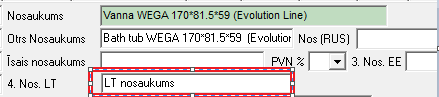 Nosaukums Vanna WEGA 170*81.5*59 (Evolution Line)
Otrs Nosaukums Bath tub WEGA 170*81.5*59 (Evolution Nos (RUS)
Īsais nosaukums PVN % 3. Nos. EE
4. Nos. LT LT nosaukums